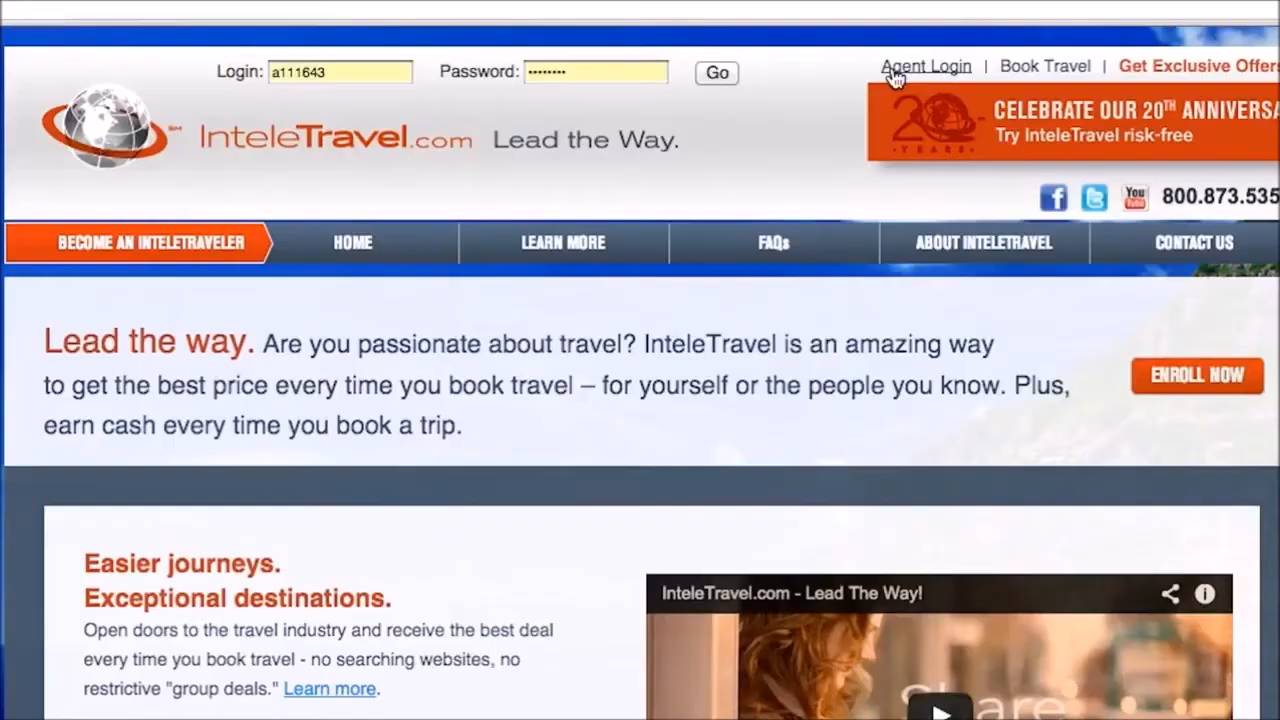 Login: a111643 Password: •••••••• Go
Agent Login | Book Travel | Get Exclusive Offers
InteleTravel.com Lead the Way.
20 YEARS
CELEBRATE OUR 20TH ANNIVERSA
Try InteleTravel risk-free
You Tube 800.873.535
BECOME AN INTELETRAVELER HOME LEARN MORE FAQs ABOUT INTELETRAVEL CONTACT US
Lead the way. Are you passionate about travel? InteleTravel is an amazing way
to get the best price every time you book travel – for yourself or the people you know. Plus,
earn cash every time you book a trip.
ENROLL NOW
Easier journeys.
Exceptional destinations.
Open doors to the travel industry and receive the best deal
every time you book travel - no searching websites, no
restrictive "group deals." Learn more.
InteleTravel.com - Lead The Way!
Share